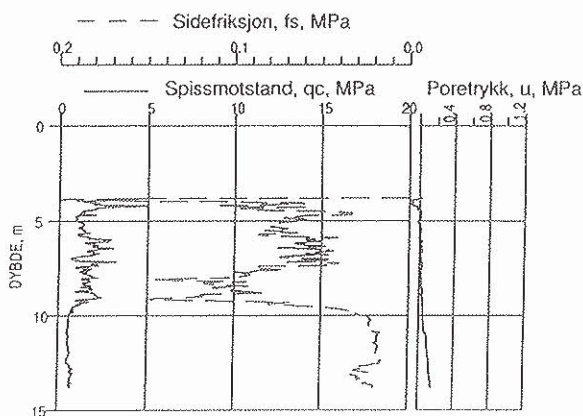 Sidefriksjon, fs, MPa
0,2 0,1 0,0
Spissmotstand, qc, MPa Poretrykk, u, MPa
0 5 10 15 20 0.4 0.8 1.2
0
5
10
15
DYBDE, m